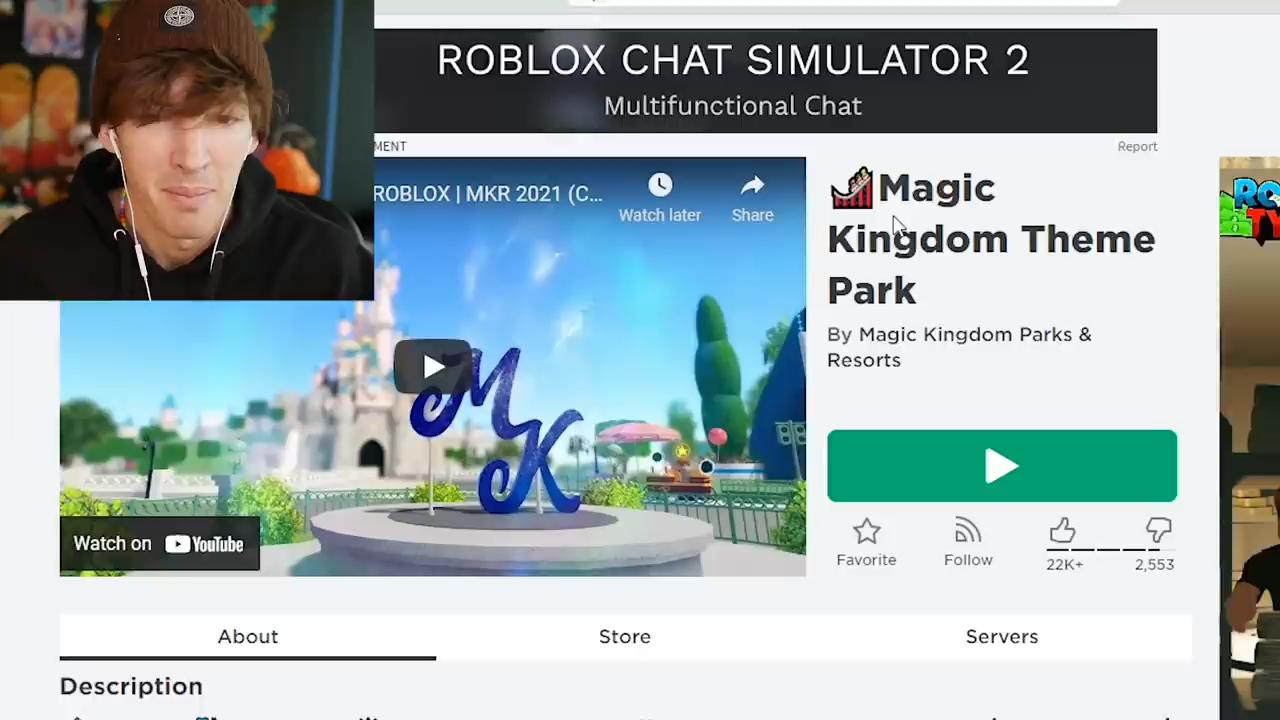 ROBLOX CHAT SIMULATOR 2
Multifunctional Chat
MENT
Report
ROBLOX | MKR 2021 (C...
Watch later
Share
Magic
Kingdom Theme
Park
By Magic Kingdom Parks &
Resorts
MK
Watch on YouTube
Favorite
Follow
22K+
2,553
About
Store
Servers
Description